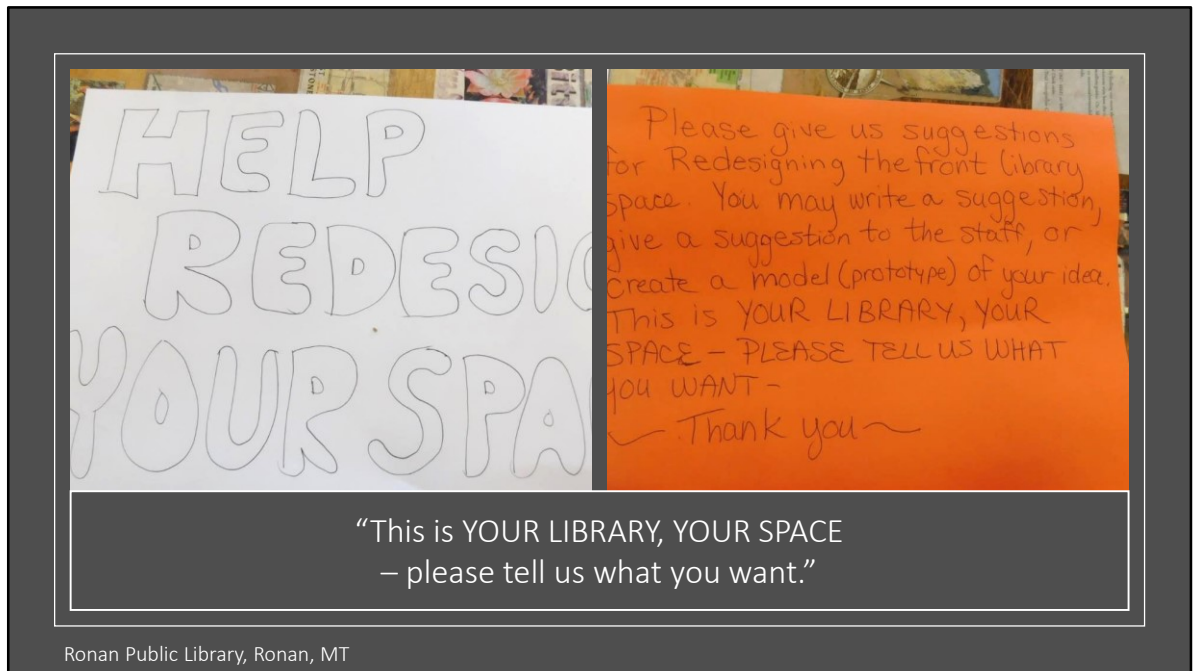 HELP
REDESIG
YOUR SPA
Please give us suggestions
for Redesigning the front library
space. You may write a suggestion,
give a suggestion to the staff, or
create a model (prototype) of your idea.
This is YOUR LIBRARY, YOUR
SPACE – PLEASE TELL US WHAT
YOU WANT –
~ Thank you ~
“This is YOUR LIBRARY, YOUR SPACE
– please tell us what you want.”
Ronan Public Library, Ronan, MT